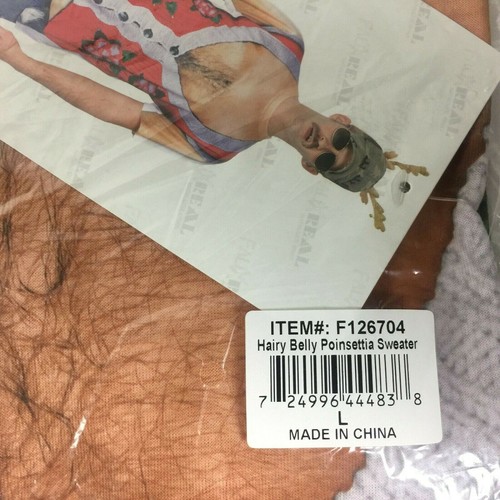 ITEM#: F126704
Hairy Belly Poinsettia Sweater
7 24996 44483 8
L
MADE IN CHINA